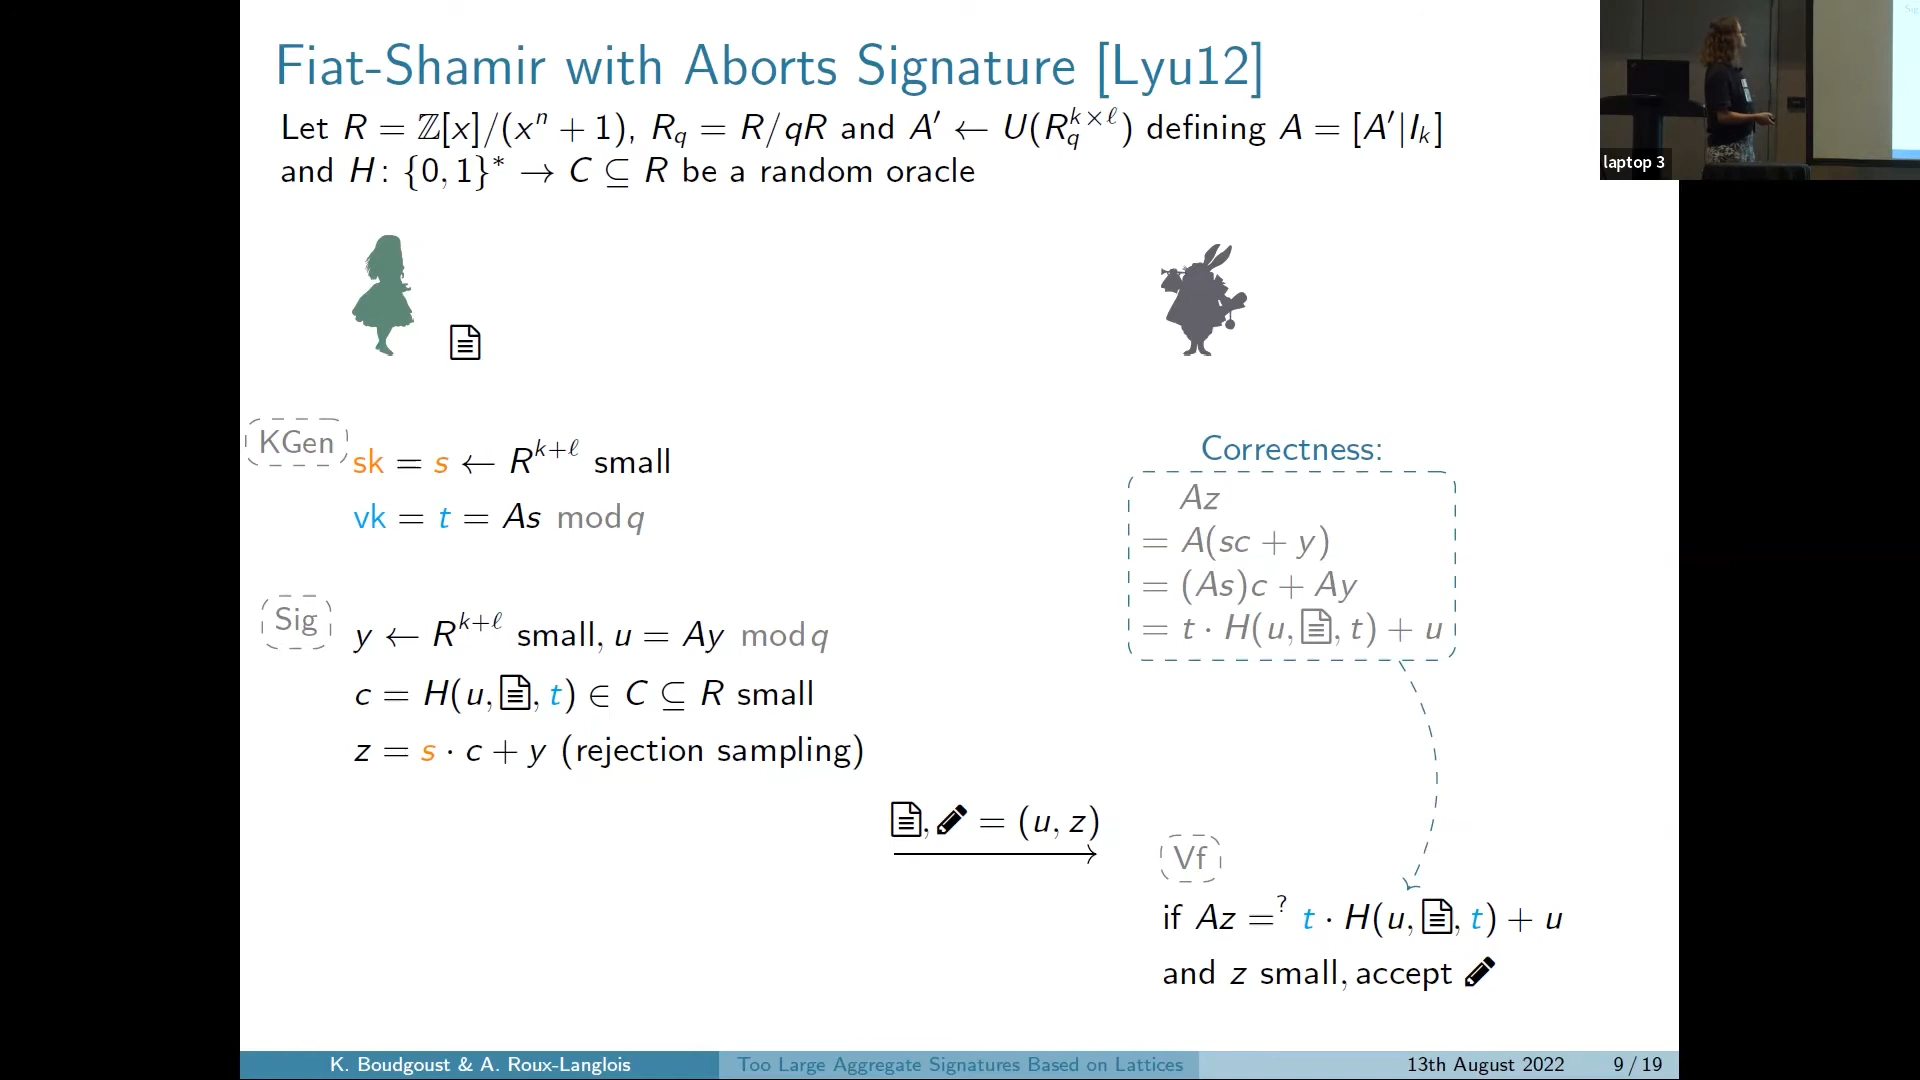 Fiat-Shamir with Aborts Signature [Lyu12]
Let R = ℤ[x]/(xⁿ + 1), R_q = R/qR and A′ ← U(R_q^{k×ℓ}) defining A = [A′|I_k]
and H: {0, 1}* → C ⊆ R be a random oracle
laptop 3
KGen
sk = s ← R^{k+ℓ} small
vk = t = As mod q
Sig
y ← R^{k+ℓ} small, u = Ay mod q
c = H(u, , t) ∈ C ⊆ R small
z = s · c + y (rejection sampling)
, = (u, z)
Correctness:
Az
= A(sc + y)
= (As)c + Ay
= t · H(u, , t) + u
Vf
if Az =^? t · H(u, , t) + u
and z small, accept
K. Boudgoust & A. Roux-Langlois
Too Large Aggregate Signatures Based on Lattices
13th August 2022
9 / 19